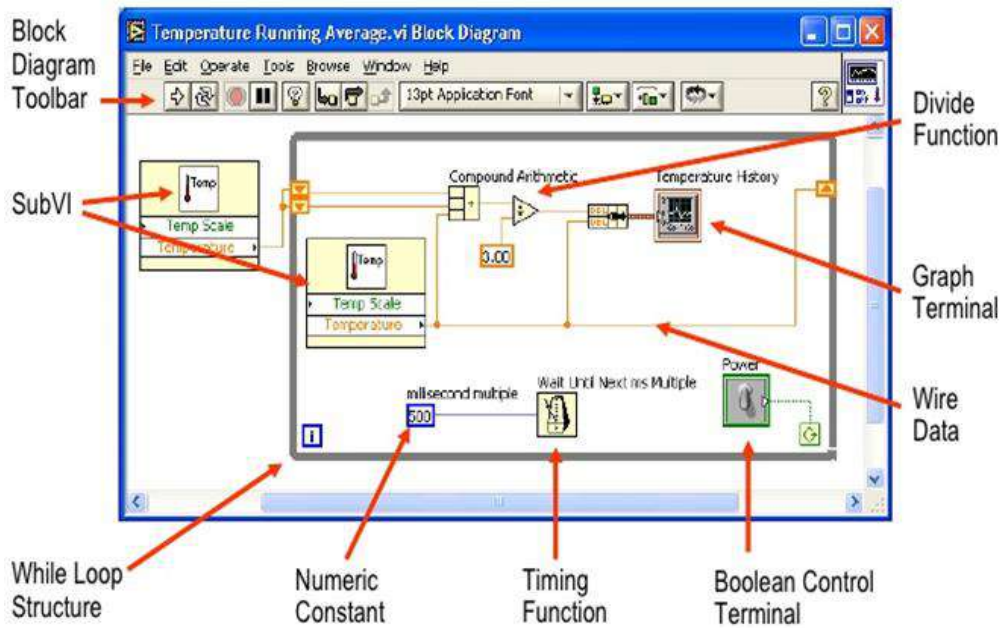 Block
Diagram
Toolbar
Temperature Running Average.vi Block Diagram
File Edit Operate Tools Browse Window Help
13pt Application Font
Divide
Function
SubVI
Temp
Temp Scale
Temperature
Compound Arithmetic
Temperature History
3.00
Temp
Temp Scale
Temperature
Graph
Terminal
millisecond multiple
500
Wait Until Next ms Multiple
Power
i
Wire
Data
While Loop
Structure
Numeric
Constant
Timing
Function
Boolean Control
Terminal